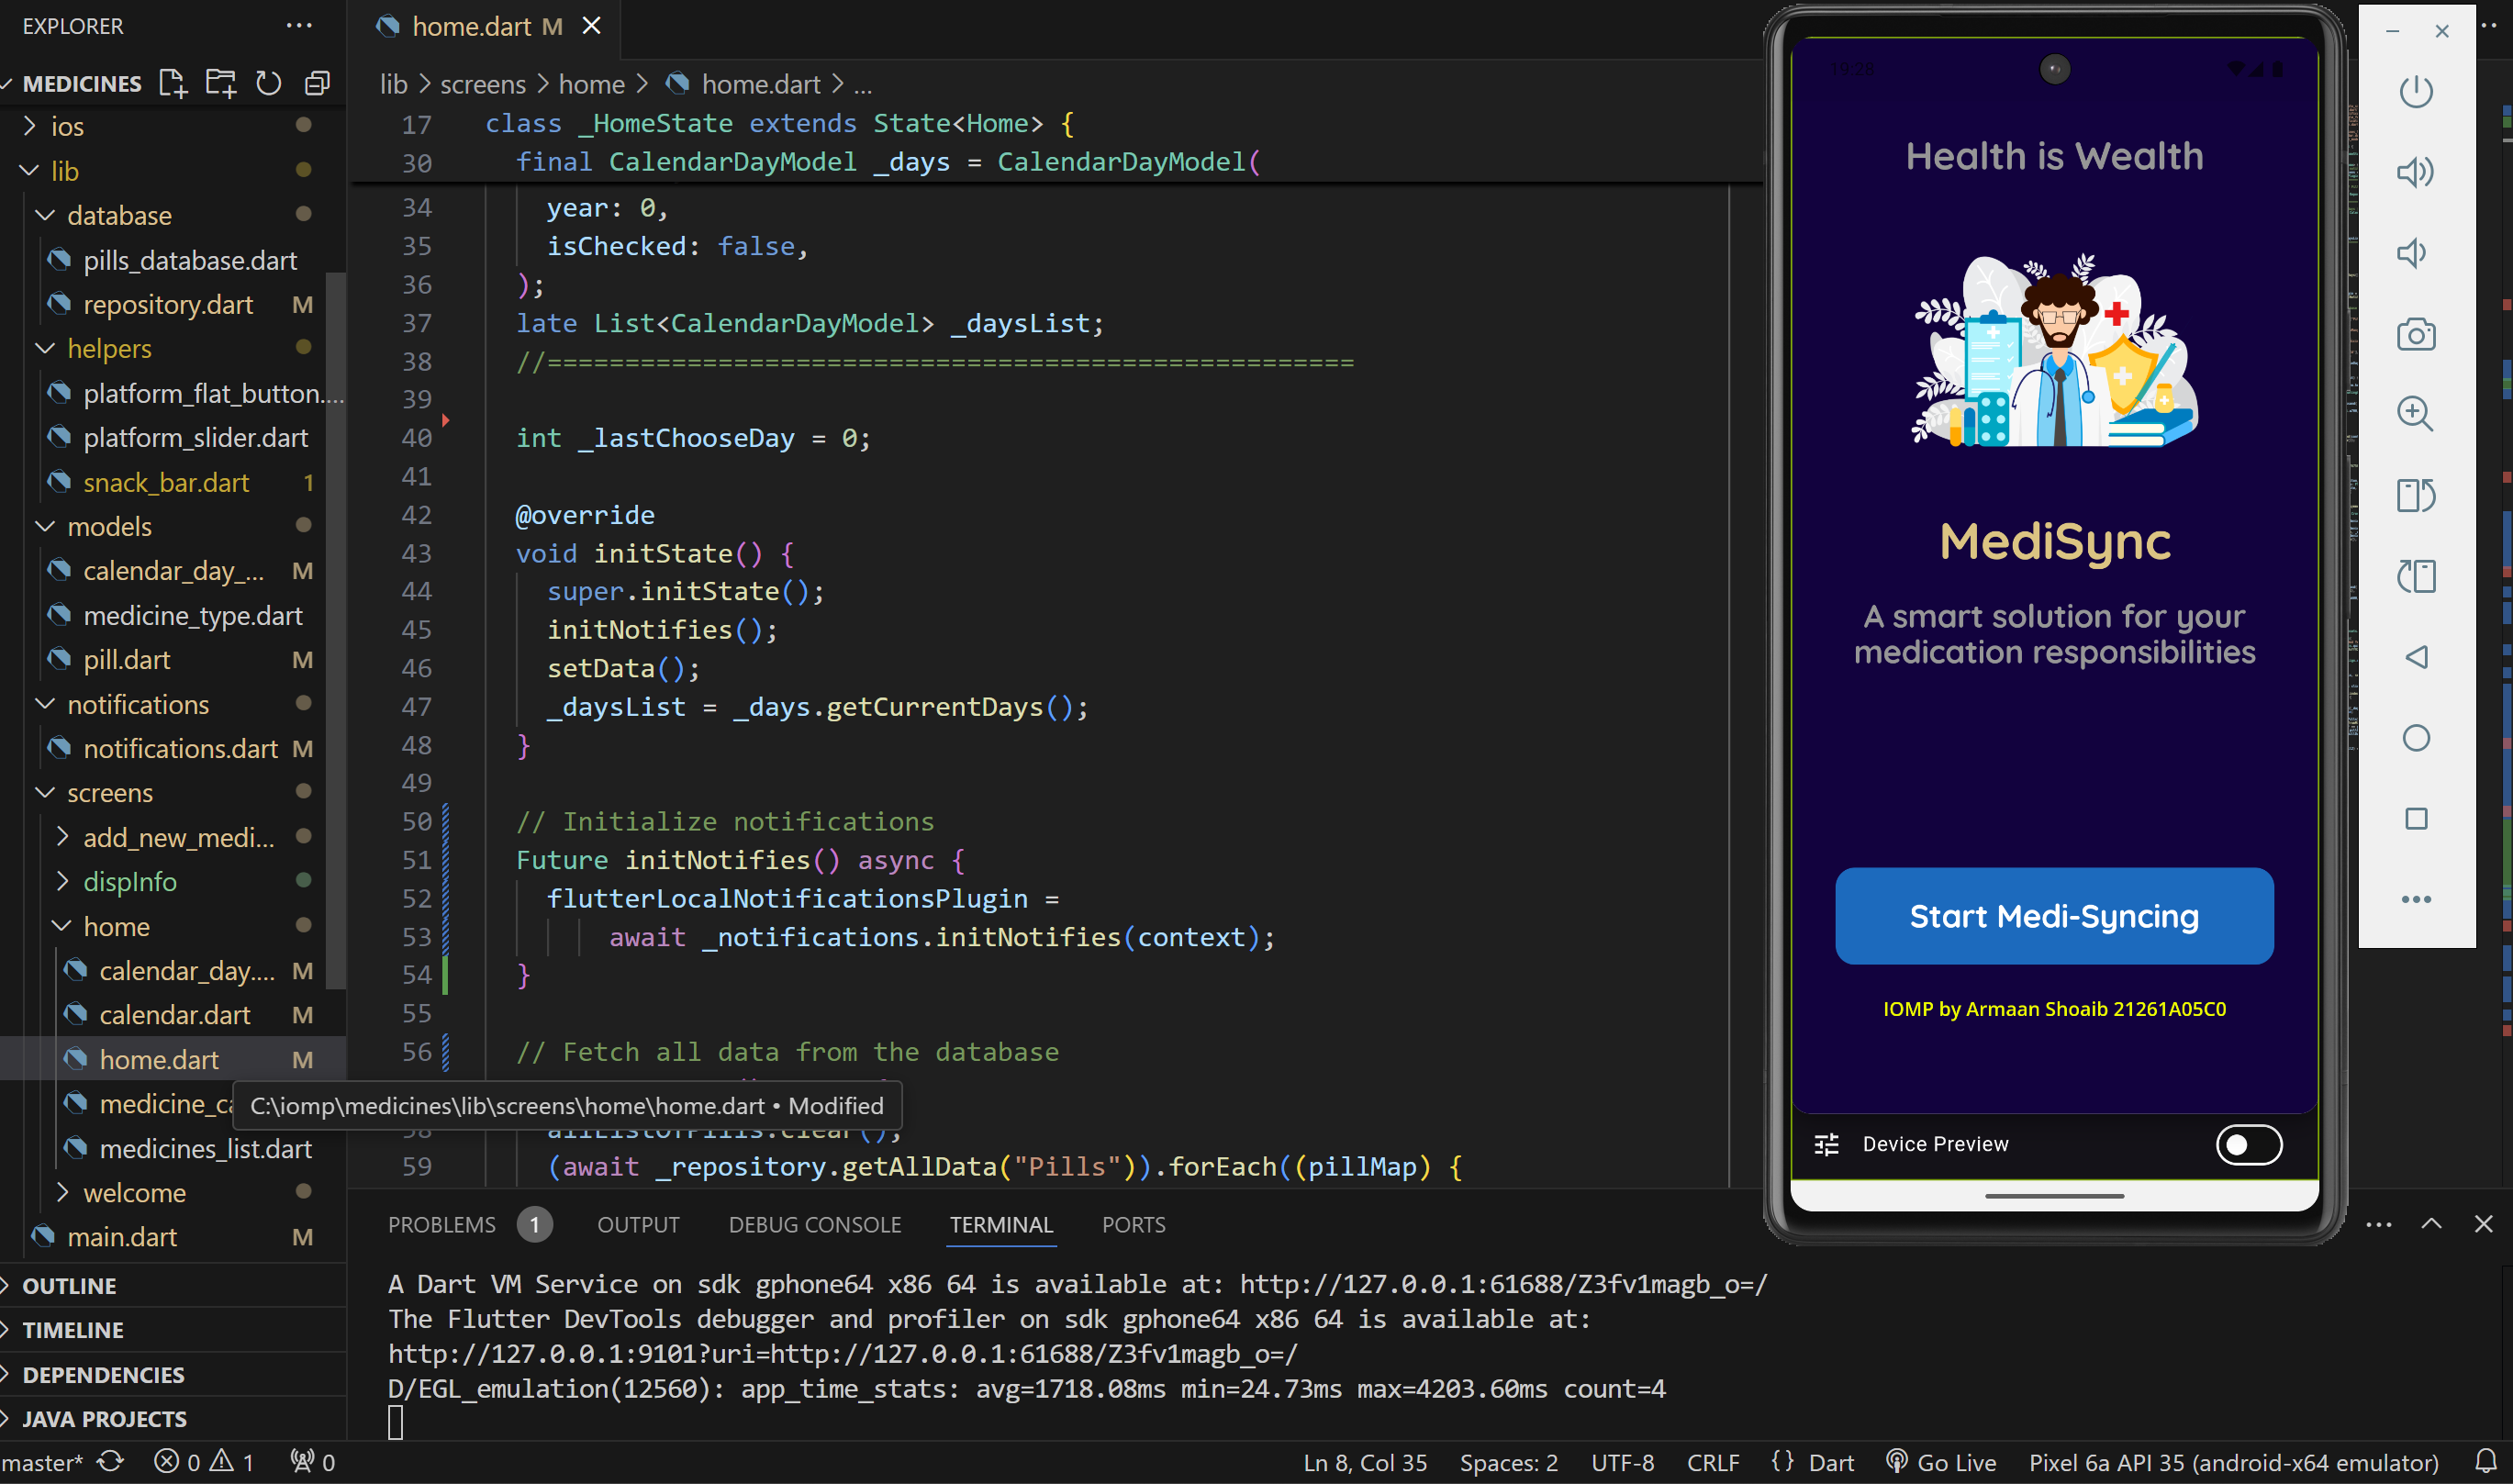 EXPLORER
MEDICINES
ios
lib
database
pills_database.dart
repository.dart M
helpers
platform_flat_button....
platform_slider.dart
snack_bar.dart 1
models
calendar_day_... M
medicine_type.dart
pill.dart M
notifications
notifications.dart M
screens
add_new_medi...
dispInfo
home
calendar_day.... M
calendar.dart M
home.dart M
medicine_ca
medicines_list.dart
welcome
main.dart M
OUTLINE
TIMELINE
DEPENDENCIES
JAVA PROJECTS
home.dart M
lib > screens > home > home.dart > ...
17 class _HomeState extends State<Home> {
30 final CalendarDayModel _days = CalendarDayModel(
34 year: 0,
35 isChecked: false,
36 );
37 late List<CalendarDayModel> _daysList;
38 //====================================================
39
40 int _lastChooseDay = 0;
41
42 @override
43 void initState() {
44 super.initState();
45 initNotifies();
46 setData();
47 _daysList = _days.getCurrentDays();
48 }
49
50 // Initialize notifications
51 Future initNotifies() async {
52 flutterLocalNotificationsPlugin =
53 await _notifications.initNotifies(context);
54 }
55
56 // Fetch all data from the database
C:\iomp\medicines\lib\screens\home\home.dart • Modified
58 allListOfPills.clear();
59 (await _repository.getAllData("Pills")).forEach((pillMap) {
PROBLEMS 1 OUTPUT DEBUG CONSOLE TERMINAL PORTS
A Dart VM Service on sdk gphone64 x86 64 is available at: http://127.0.0.1:61688/Z3fv1magb_o=/
The Flutter DevTools debugger and profiler on sdk gphone64 x86 64 is available at:
http://127.0.0.1:9101?uri=http://127.0.0.1:61688/Z3fv1magb_o=/
D/EGL_emulation(12560): app_time_stats: avg=1718.08ms min=24.73ms max=4203.60ms count=4
19:28
Health is Wealth
MediSync
A smart solution for your
medication responsibilities
Start Medi-Syncing
IOMP by Armaan Shoaib 21261A05C0
Device Preview
master* 0 1 0 Ln 8, Col 35 Spaces: 2 UTF-8 CRLF {} Dart Go Live Pixel 6a API 35 (android-x64 emulator)